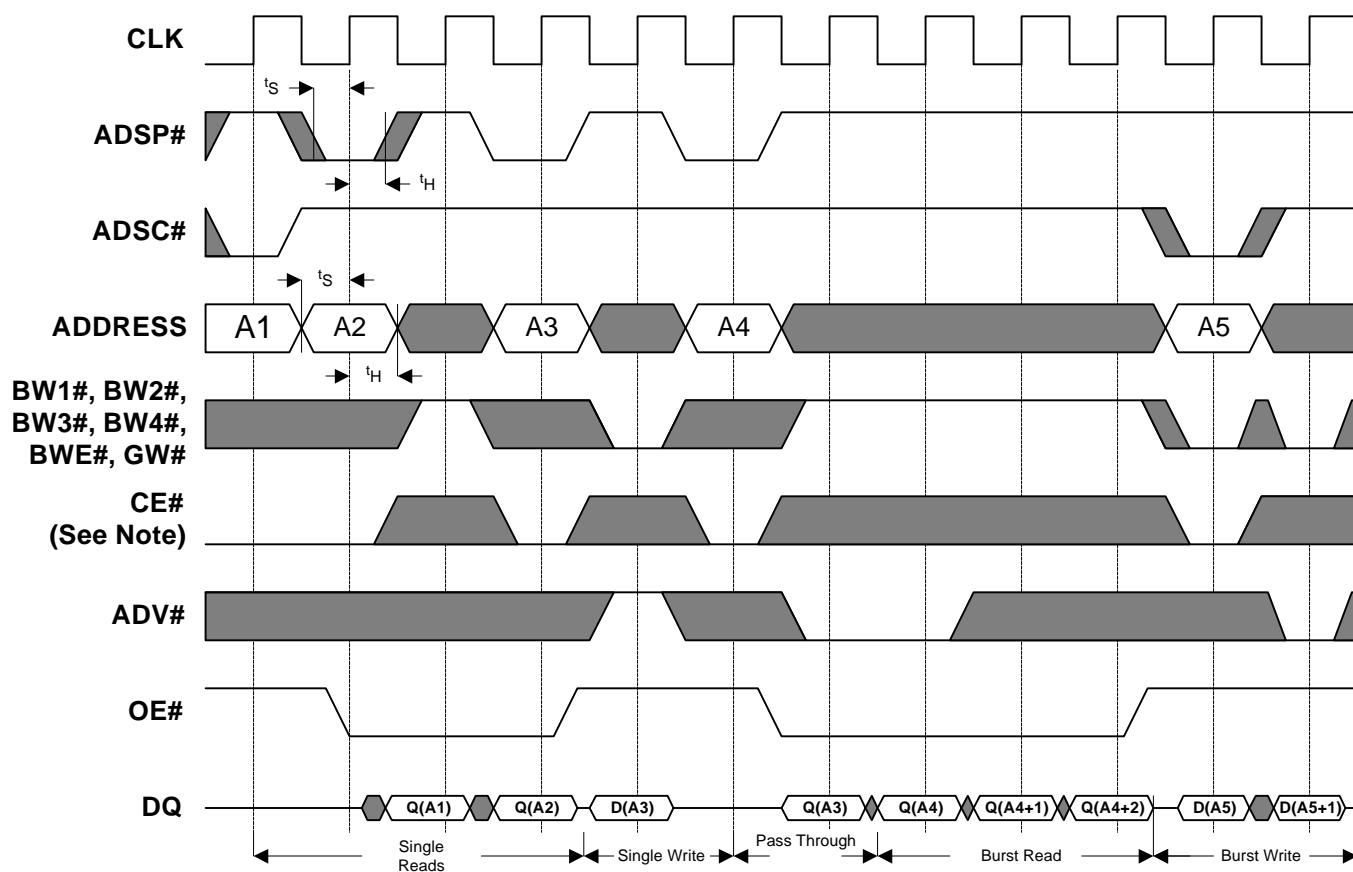 CLK
tS
ADSP#
tH
ADSC#
tS
ADDRESS
A1
A2
A3
A4
A5
tH
BW1#, BW2#,
BW3#, BW4#,
BWE#, GW#
CE#
(See Note)
ADV#
OE#
DQ
Q(A1)
Q(A2)
D(A3)
Q(A3)
Q(A4)
Q(A4+1)
Q(A4+2)
D(A5)
D(A5+1)
Single
Reads
Single Write
Pass Through
Burst Read
Burst Write